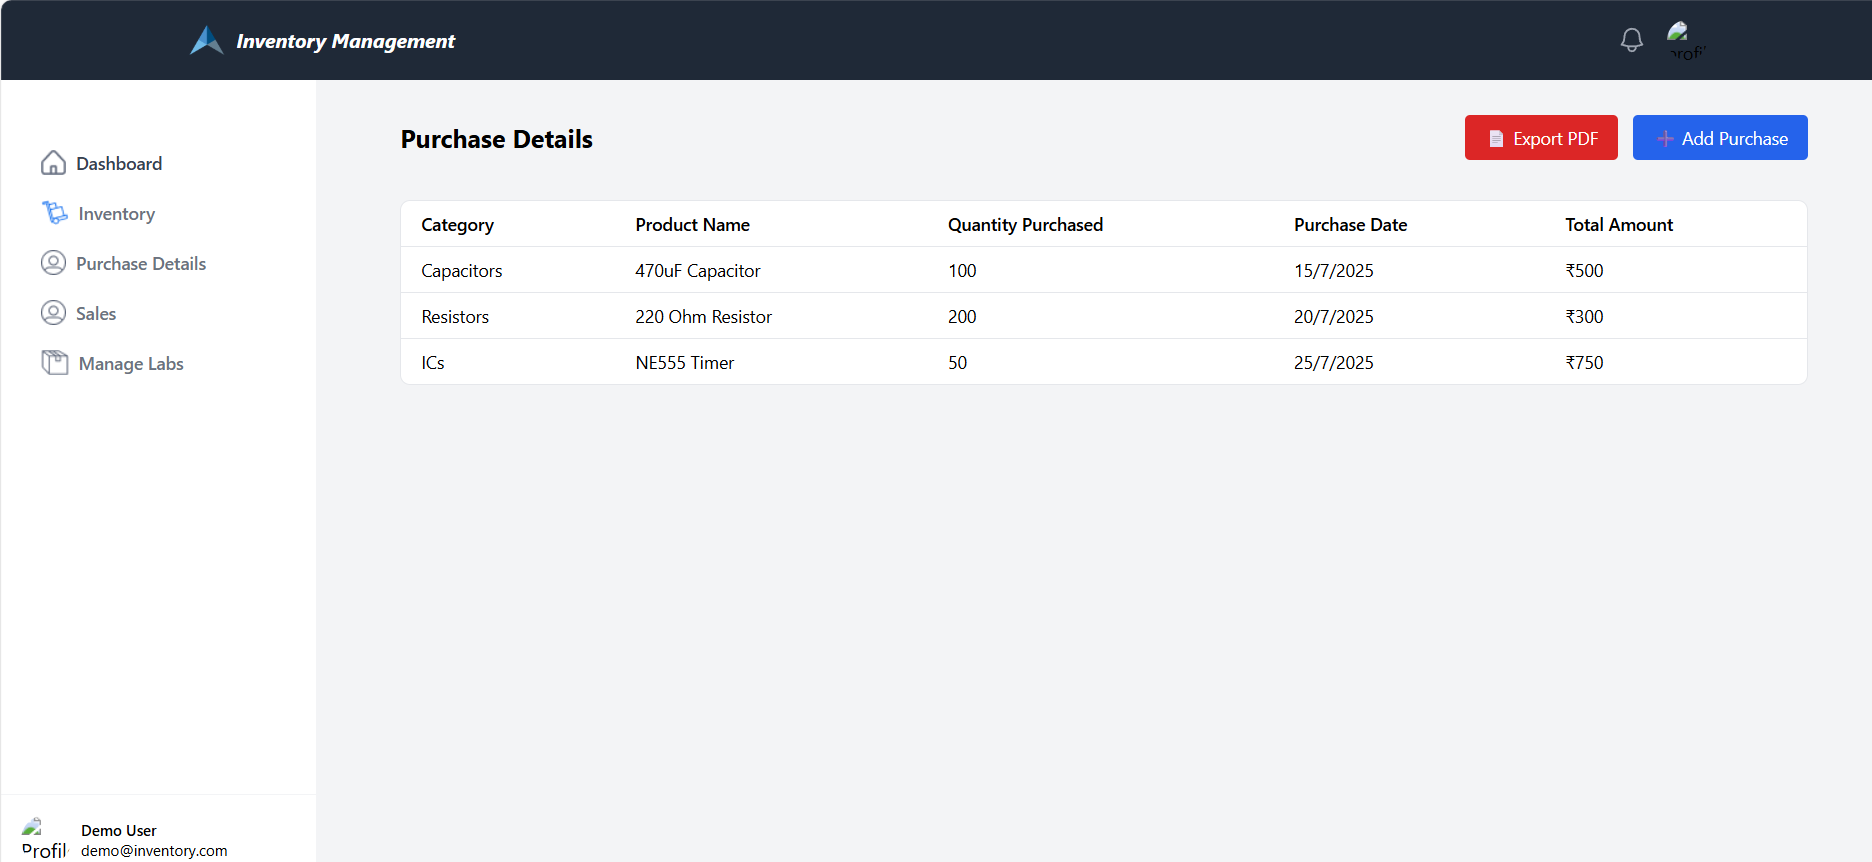 Inventory Management
Profil
Dashboard
Inventory
Purchase Details
Sales
Manage Labs
Demo User
Profil
demo@inventory.com
Purchase Details
Export PDF
Add Purchase
Category Product Name Quantity Purchased Purchase Date Total Amount
Capacitors 470uF Capacitor 100 15/7/2025 ₹500
Resistors 220 Ohm Resistor 200 20/7/2025 ₹300
ICs NE555 Timer 50 25/7/2025 ₹750